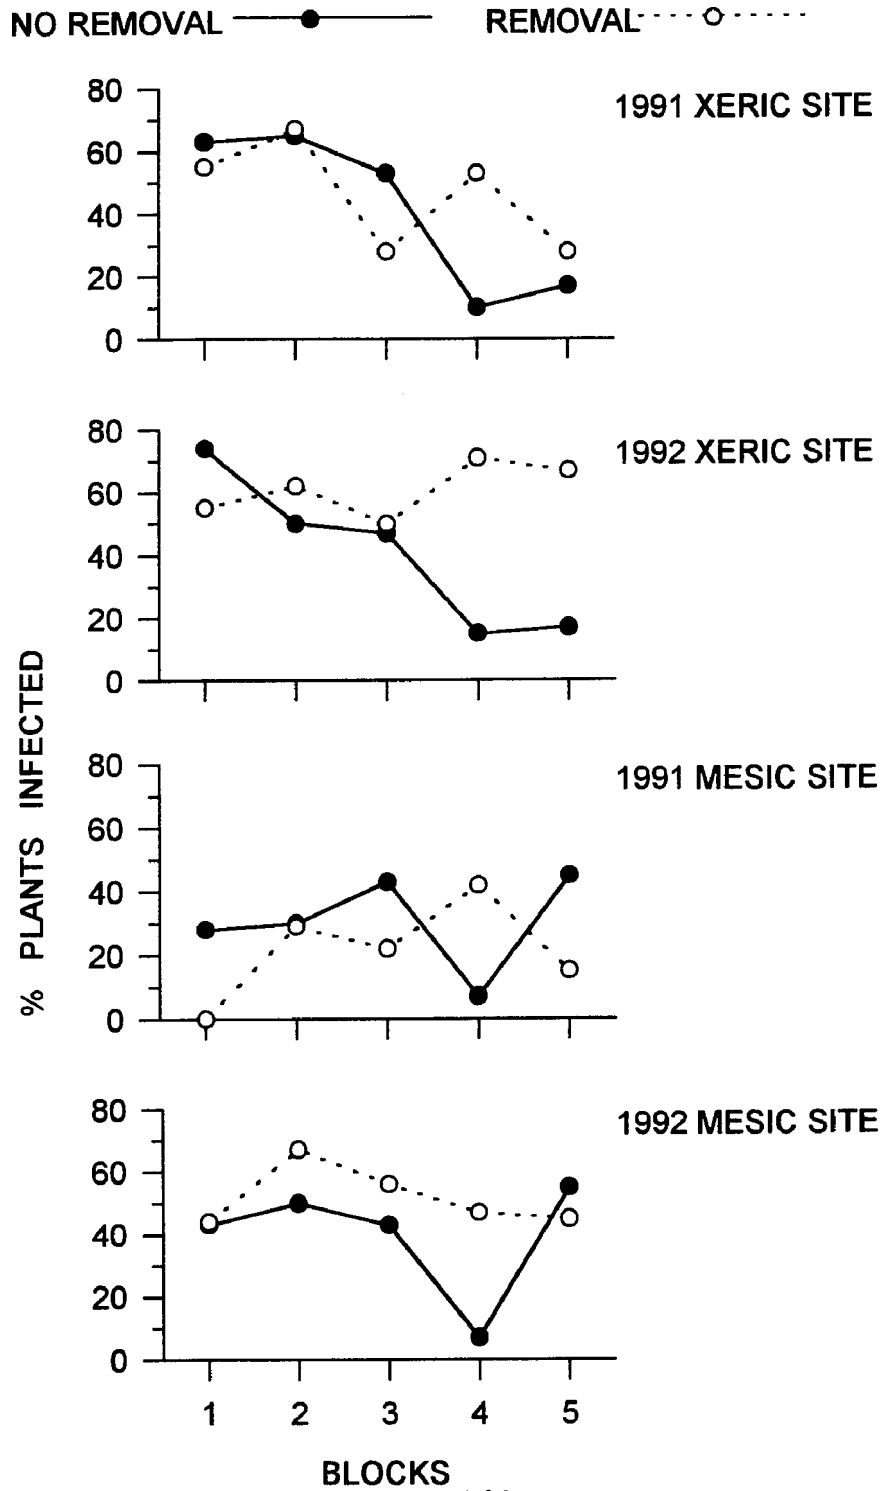 NO REMOVAL REMOVAL
1991 XERIC SITE
80
60
40
20
0
1992 XERIC SITE
80
60
40
20
0
1991 MESIC SITE
80
60
40
20
0
1992 MESIC SITE
80
60
40
20
0
% PLANTS INFECTED
1 2 3 4 5
BLOCKS